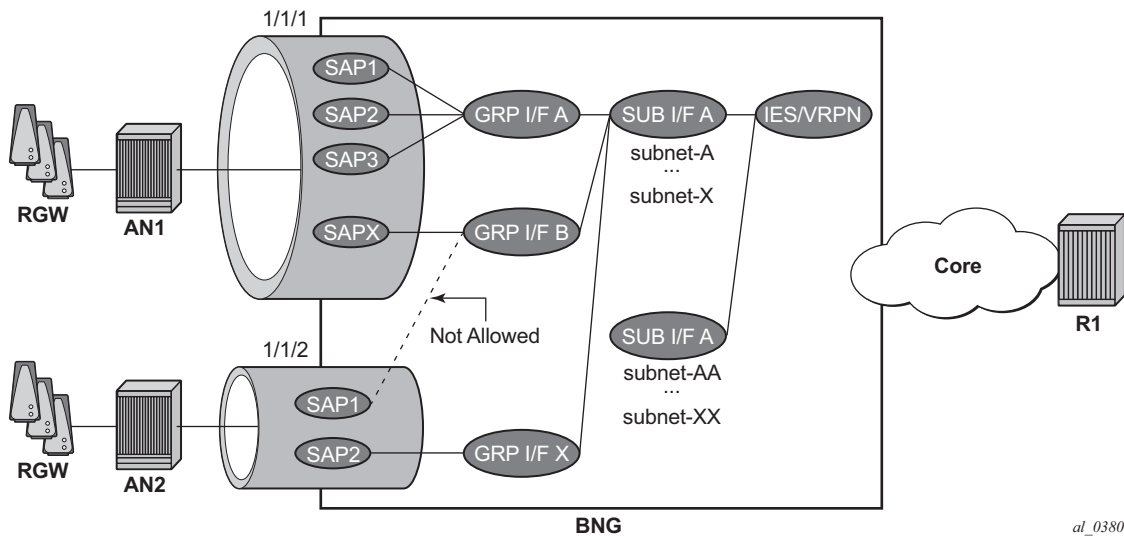 1/1/1
SAP1
SAP2
SAP3
SAPX
GRP I/F A
SUB I/F A
IES/VRPN
subnet-A
...
subnet-X
GRP I/F B
RGW
AN1
Not Allowed
Core
R1
1/1/2
SAP1
SAP2
SUB I/F A
subnet-AA
...
subnet-XX
GRP I/F X
RGW
AN2
BNG
al_0380